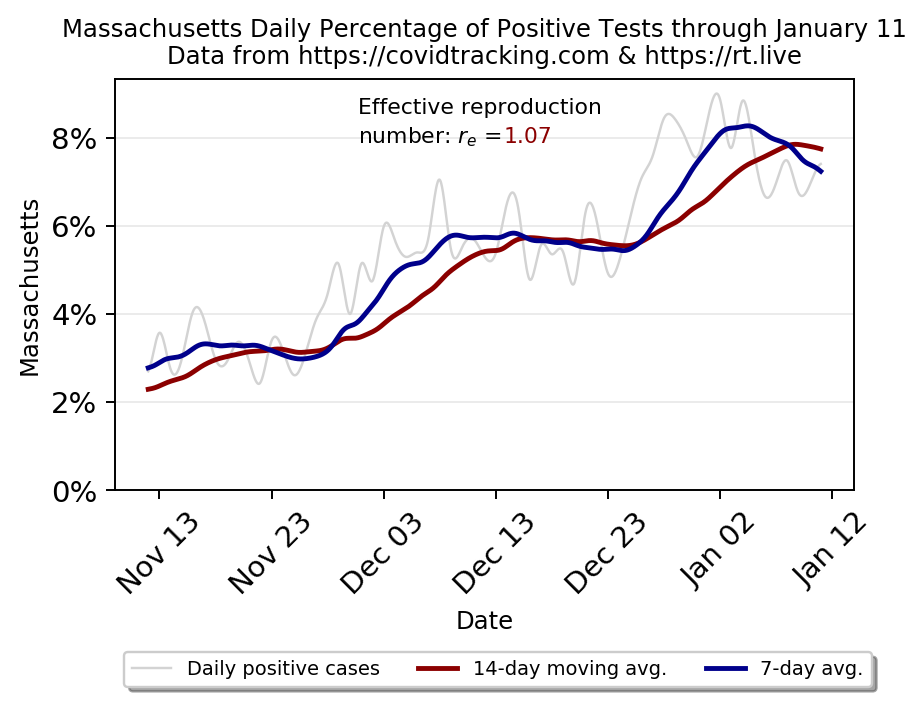 Massachusetts Daily Percentage of Positive Tests through January 11
Data from https://covidtracking.com & https://rt.live
Effective reproduction
number: rₑ =1.07
8%
6%
4%
2%
0%
Massachusetts
Nov 13
Nov 23
Dec 03
Dec 13
Dec 23
Jan 02
Jan 12
Date
Daily positive cases
14-day moving avg.
7-day avg.